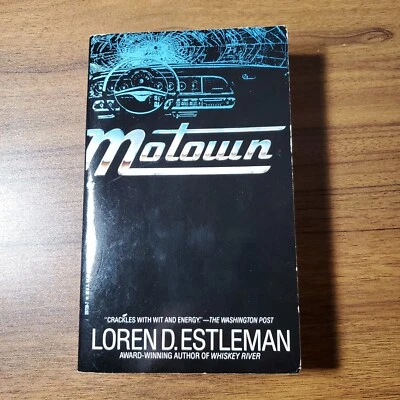 Motown
"CRACKLES WITH WIT AND ENERGY."—THE WASHINGTON POST
LOREN D. ESTLEMAN
AWARD-WINNING AUTHOR OF WHISKEY RIVER